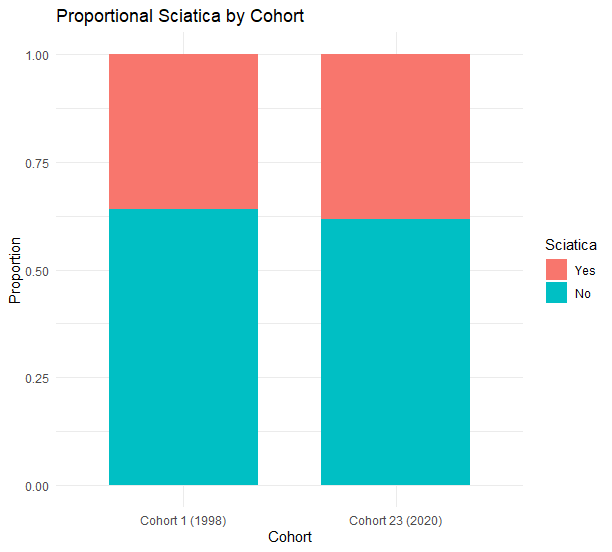 Proportional Sciatica by Cohort
1.00
0.75
0.50
0.25
0.00
Proportion
Cohort 1 (1998)
Cohort 23 (2020)
Cohort
Sciatica
Yes
No